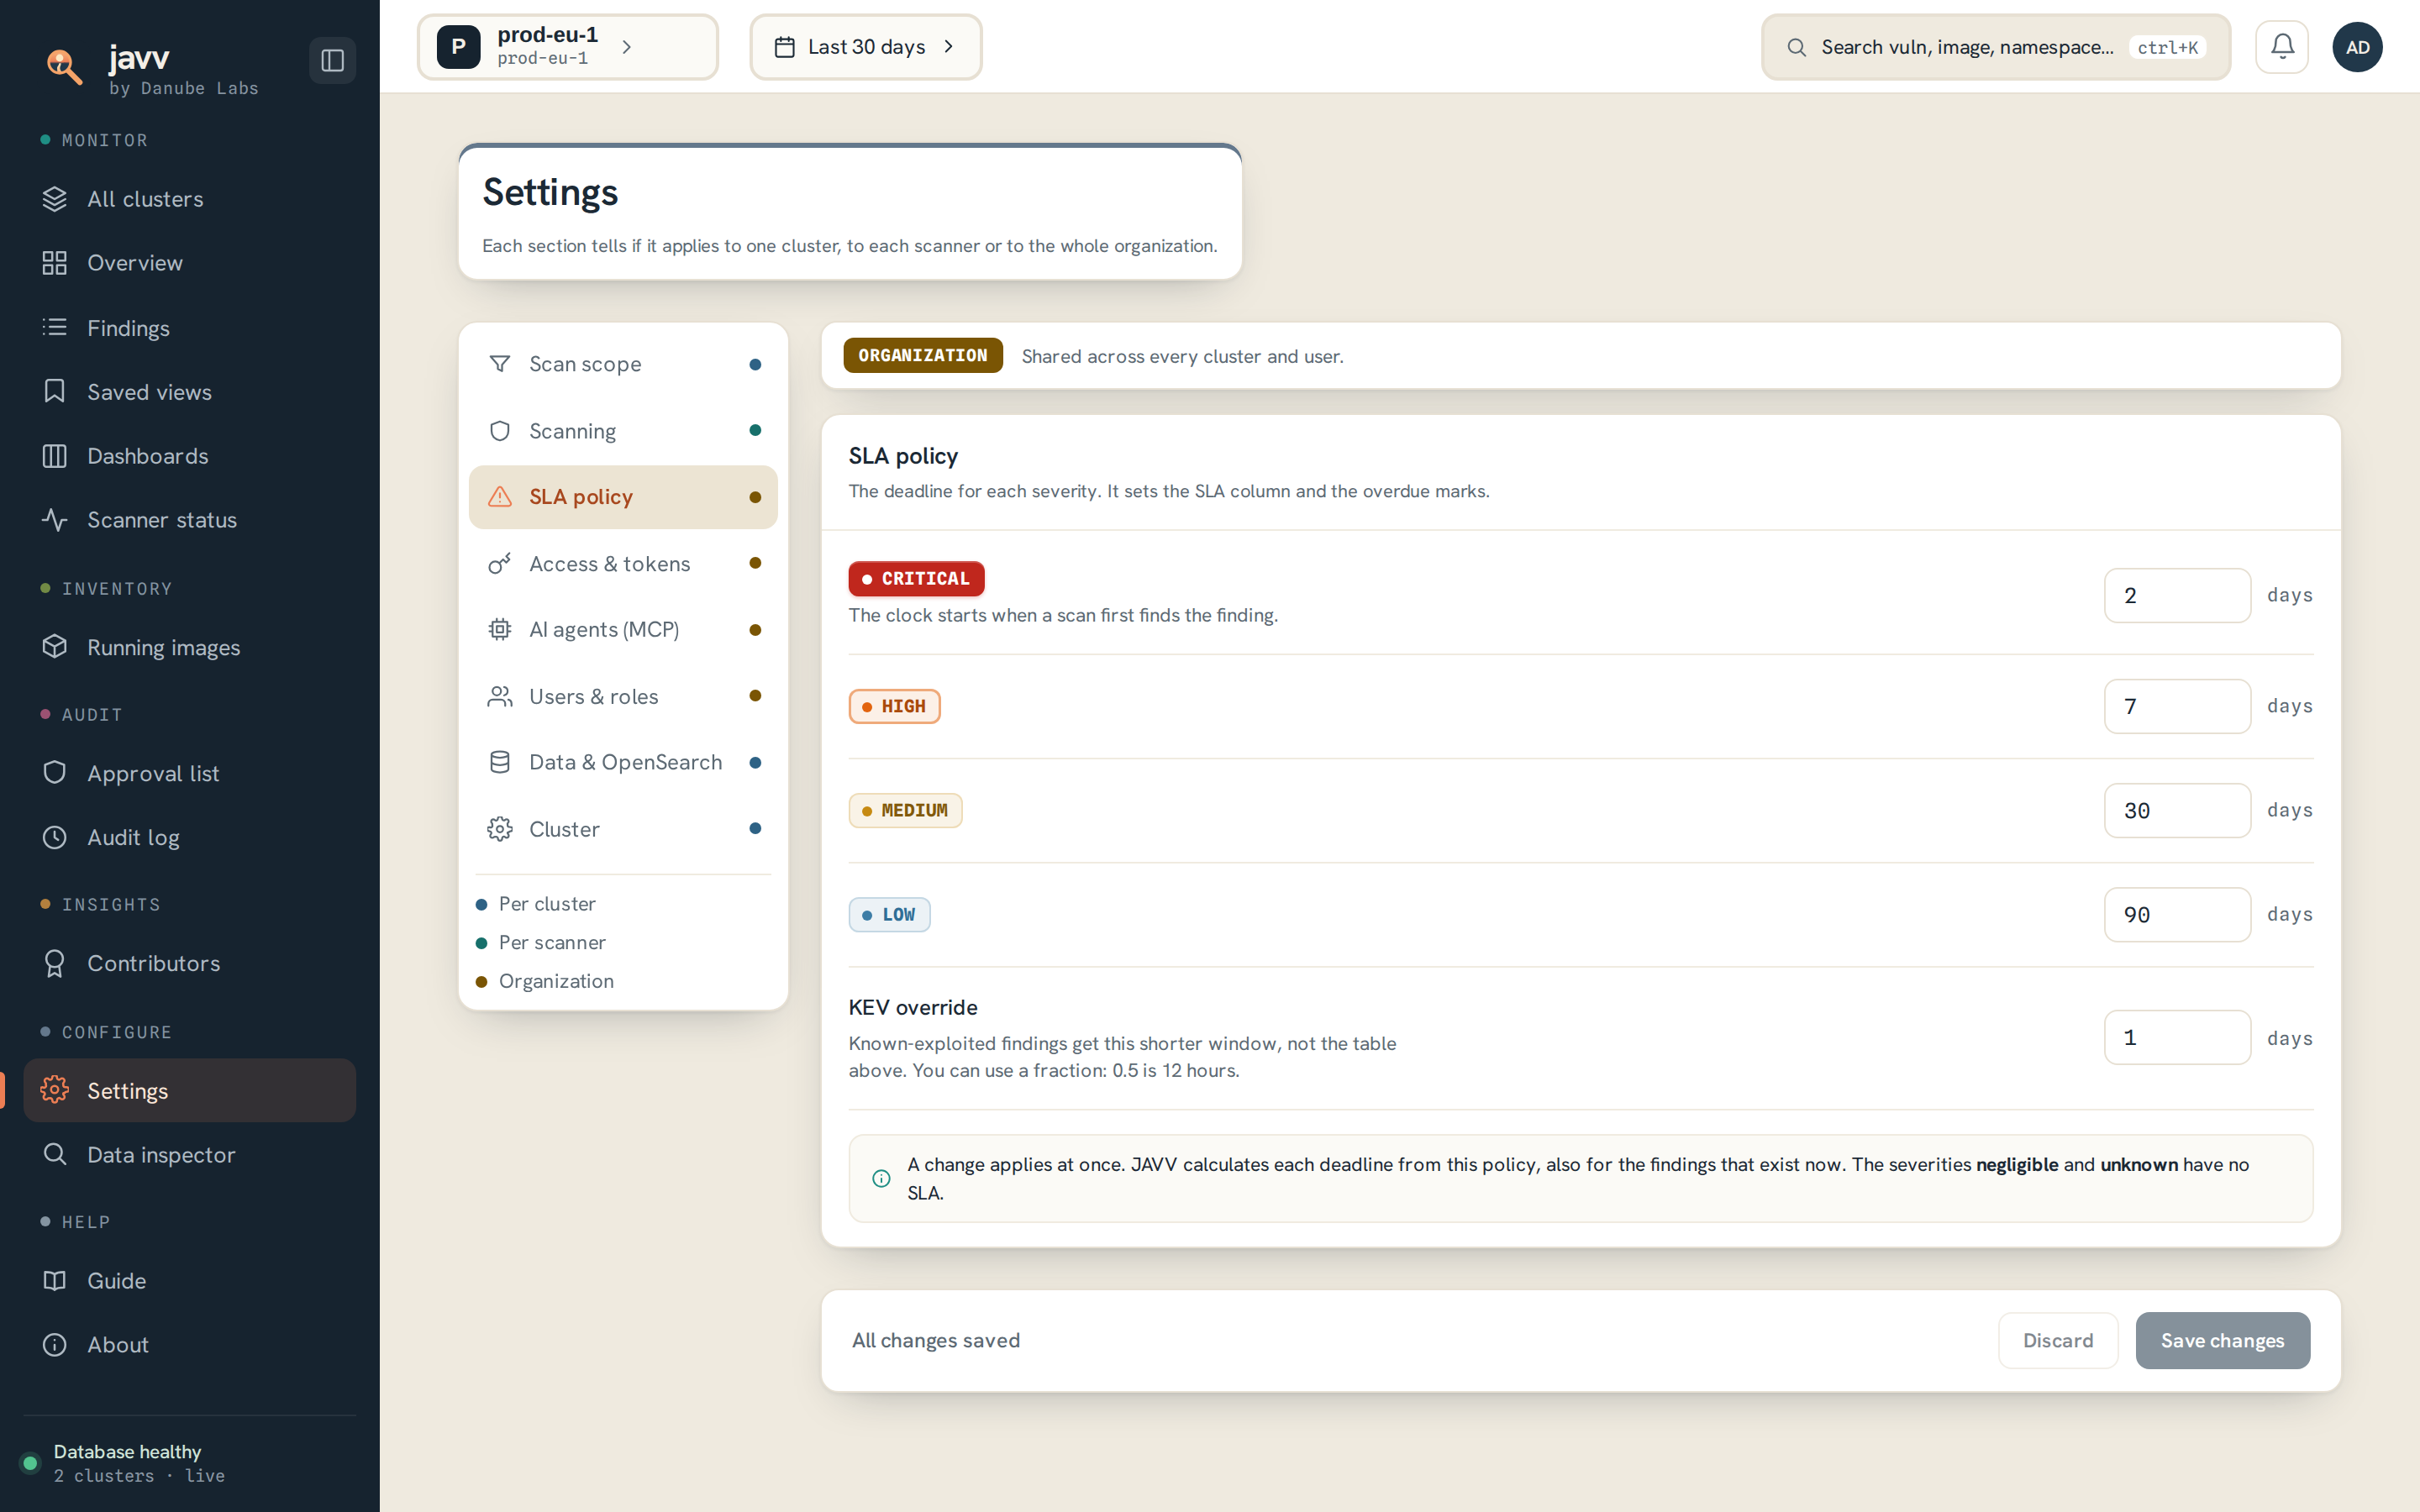 javv
by Danube Labs
MONITOR
All clusters
Overview
Findings
Saved views
Dashboards
Scanner status
INVENTORY
Running images
AUDIT
Approval list
Audit log
INSIGHTS
Contributors
CONFIGURE
Settings
Data inspector
HELP
Guide
About
Database healthy
2 clusters · live
P
prod-eu-1
prod-eu-1
Last 30 days
Search vuln, image, namespace...
ctrl+K
AD
Settings
Each section tells if it applies to one cluster, to each scanner or to the whole organization.
Scan scope
Scanning
SLA policy
Access & tokens
AI agents (MCP)
Users & roles
Data & OpenSearch
Cluster
Per cluster
Per scanner
Organization
ORGANIZATION
Shared across every cluster and user.
SLA policy
The deadline for each severity. It sets the SLA column and the overdue marks.
CRITICAL
The clock starts when a scan first finds the finding.
2 days
HIGH
7 days
MEDIUM
30 days
LOW
90 days
KEV override
Known-exploited findings get this shorter window, not the table
above. You can use a fraction: 0.5 is 12 hours.
1 days
A change applies at once. JAVV calculates each deadline from this policy, also for the findings that exist now. The severities negligible and unknown have no
SLA.
All changes saved
Discard
Save changes